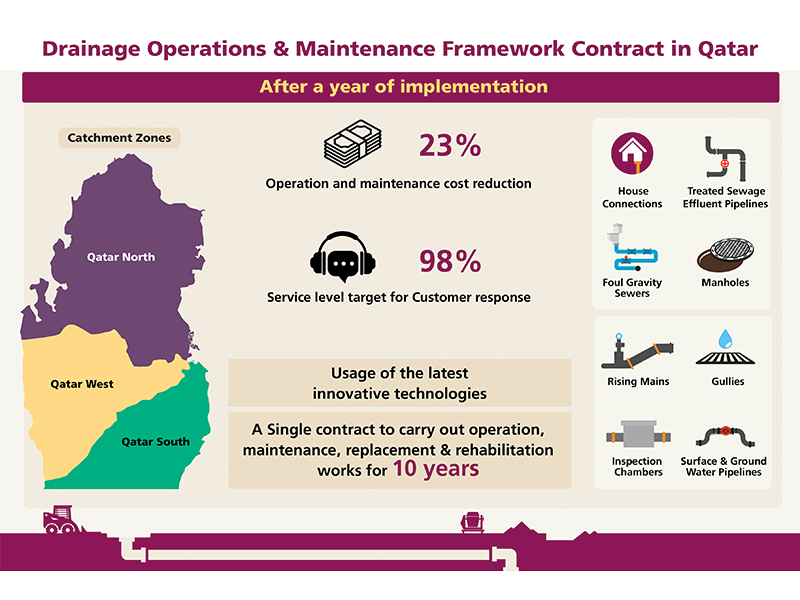 Drainage Operations & Maintenance Framework Contract in Qatar
After a year of implementation
Catchment Zones
Qatar North
Qatar West
Qatar South
23%
Operation and maintenance cost reduction
98%
Service level target for Customer response
Usage of the latest
innovative technologies
A Single contract to carry out operation,
maintenance, replacement & rehabilitation
works for 10 years
House
Connections
Treated Sewage
Effluent Pipelines
Foul Gravity
Sewers
Manholes
Rising Mains
Gullies
Inspection
Chambers
Surface & Ground
Water Pipelines